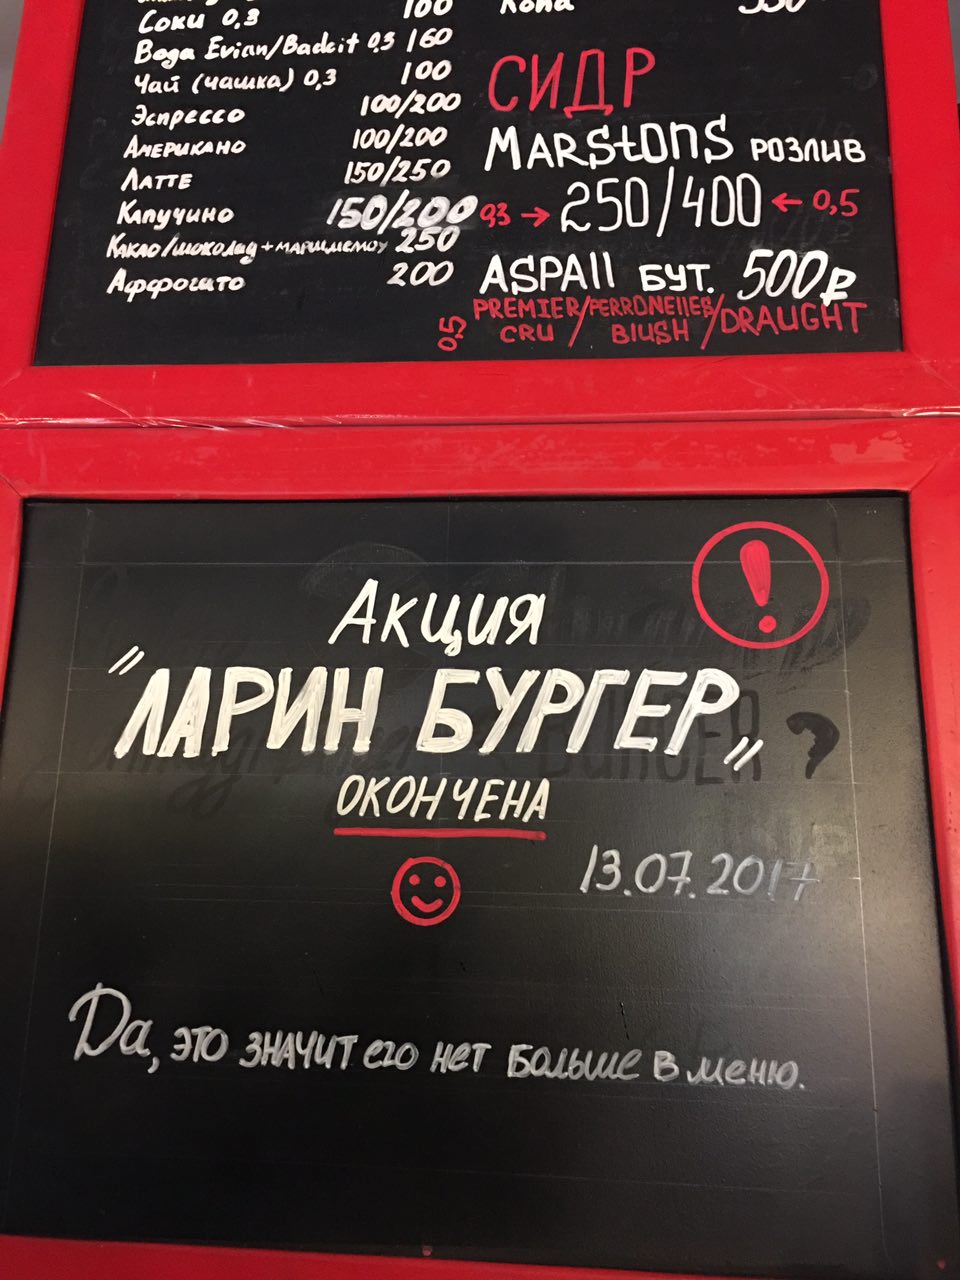 Соки 0,3 100
Вода Evian/Badoit 0,3 160
Чай (чашка) 0,3 100
Эспрессо 100/200
Американо 100/200
Латте 150/250
Капучино 150/200
Какао/шоколад + маршмемоу 250
Аффогато 200
СИДР
MARStONS РОЗЛИВ
0,3 → 250/400 ← 0,5
ASPAll БУТ. 500₽
0,5 PREMIER CRU / PERRONEllES BlUSH / DRAUGHT
!
Акция
"ЛАРИН БУРГЕР"
ОКОНЧЕНА
13.07.2017
Да, это значит его нет больше в меню.